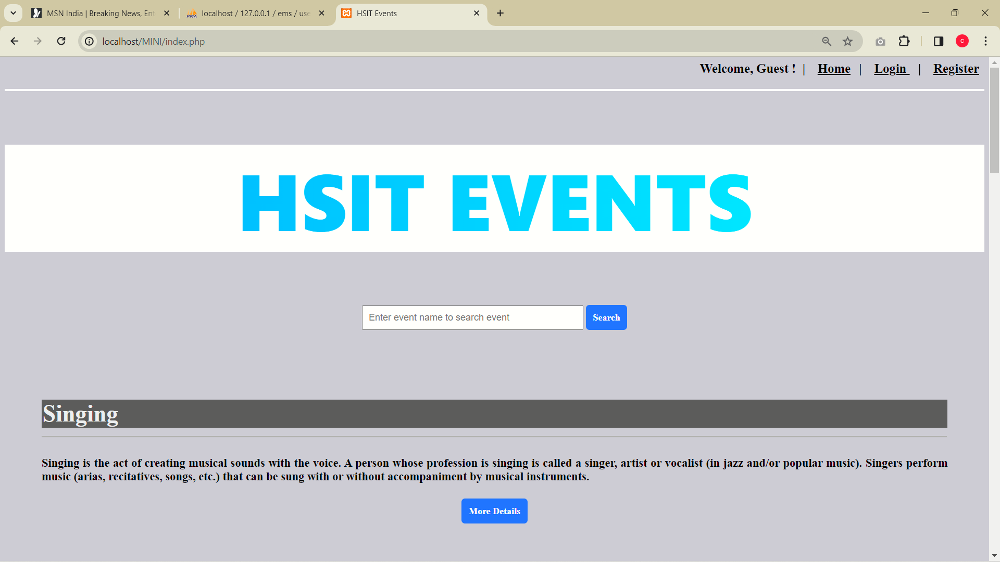 MSN India | Breaking News, Ent
localhost / 127.0.0.1 / ems / use
HSIT Events
localhost/MINI/index.php
C
Welcome, Guest ! | Home | Login | Register
HSIT EVENTS
Enter event name to search event
Search
Singing
Singing is the act of creating musical sounds with the voice. A person whose profession is singing is called a singer, artist or vocalist (in jazz and/or popular music). Singers perform
music (arias, recitatives, songs, etc.) that can be sung with or without accompaniment by musical instruments.
More Details